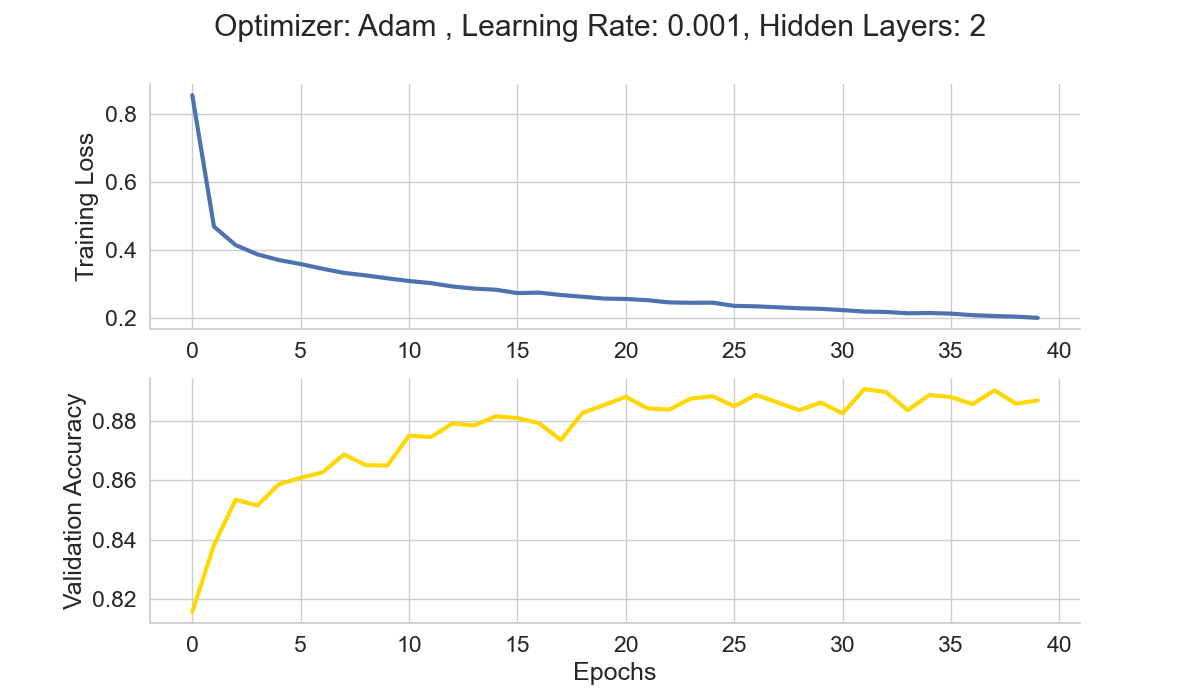 Optimizer: Adam , Learning Rate: 0.001, Hidden Layers: 2
Training Loss
0.8
0.6
0.4
0.2
0 5 10 15 20 25 30 35 40
Validation Accuracy
0.88
0.86
0.84
0.82
0 5 10 15 20 25 30 35 40
Epochs